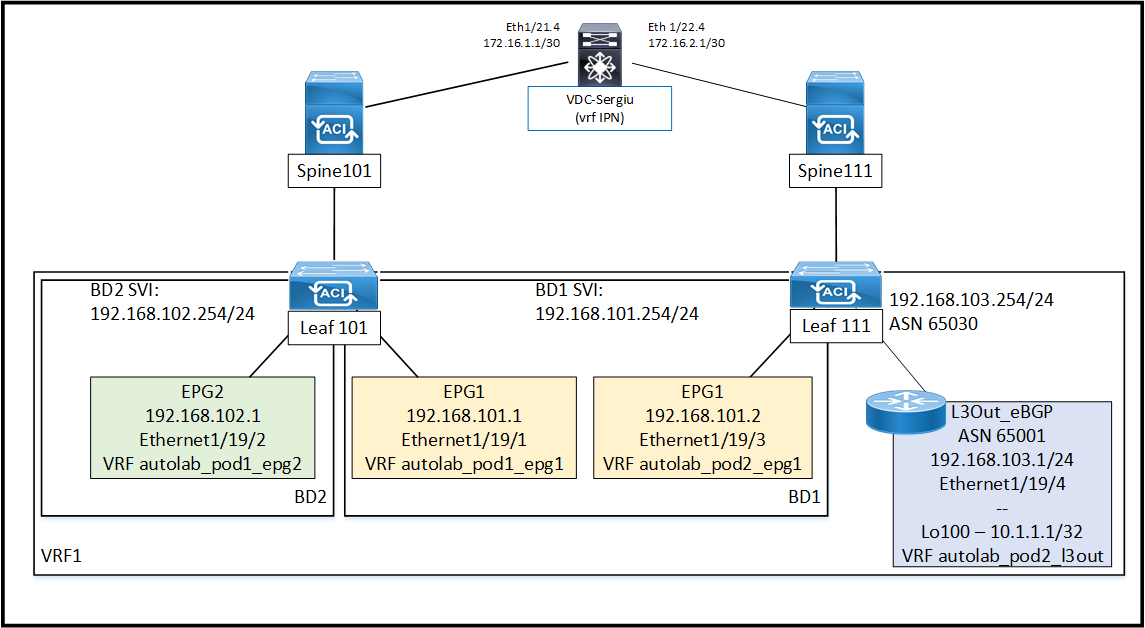 Eth1/21.4
172.16.1.1/30
Eth 1/22.4
172.16.2.1/30
VDC-Sergiu
(vrf IPN)
ACI
Spine101
ACI
Spine111
BD2 SVI:
192.168.102.254/24
ACI
Leaf 101
BD1 SVI:
192.168.101.254/24
ACI
Leaf 111
192.168.103.254/24
ASN 65030
EPG2
192.168.102.1
Ethernet1/19/2
VRF autolab_pod1_epg2
BD2
EPG1
192.168.101.1
Ethernet1/19/1
VRF autolab_pod1_epg1
EPG1
192.168.101.2
Ethernet1/19/3
VRF autolab_pod2_epg1
BD1
L3Out_eBGP
ASN 65001
192.168.103.1/24
Ethernet1/19/4
--
Lo100 – 10.1.1.1/32
VRF autolab_pod2_l3out
VRF1